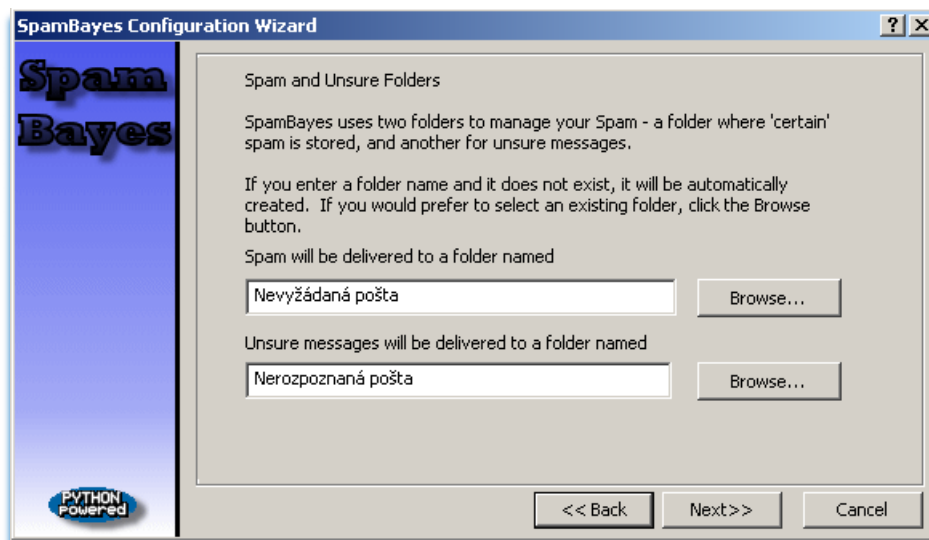 SpamBayes Configuration Wizard
Spam
Bayes
Spam and Unsure Folders
SpamBayes uses two folders to manage your Spam - a folder where 'certain'
spam is stored, and another for unsure messages.
If you enter a folder name and it does not exist, it will be automatically
created. If you would prefer to select an existing folder, click the Browse
button.
Spam will be delivered to a folder named
Nevyžádaná pošta
Browse...
Unsure messages will be delivered to a folder named
Nerozpoznaná pošta
Browse...
PYTHON
Powered
<< Back
Next>>
Cancel